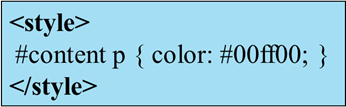 <style>
#content p { color: #00ff00; }
</style>